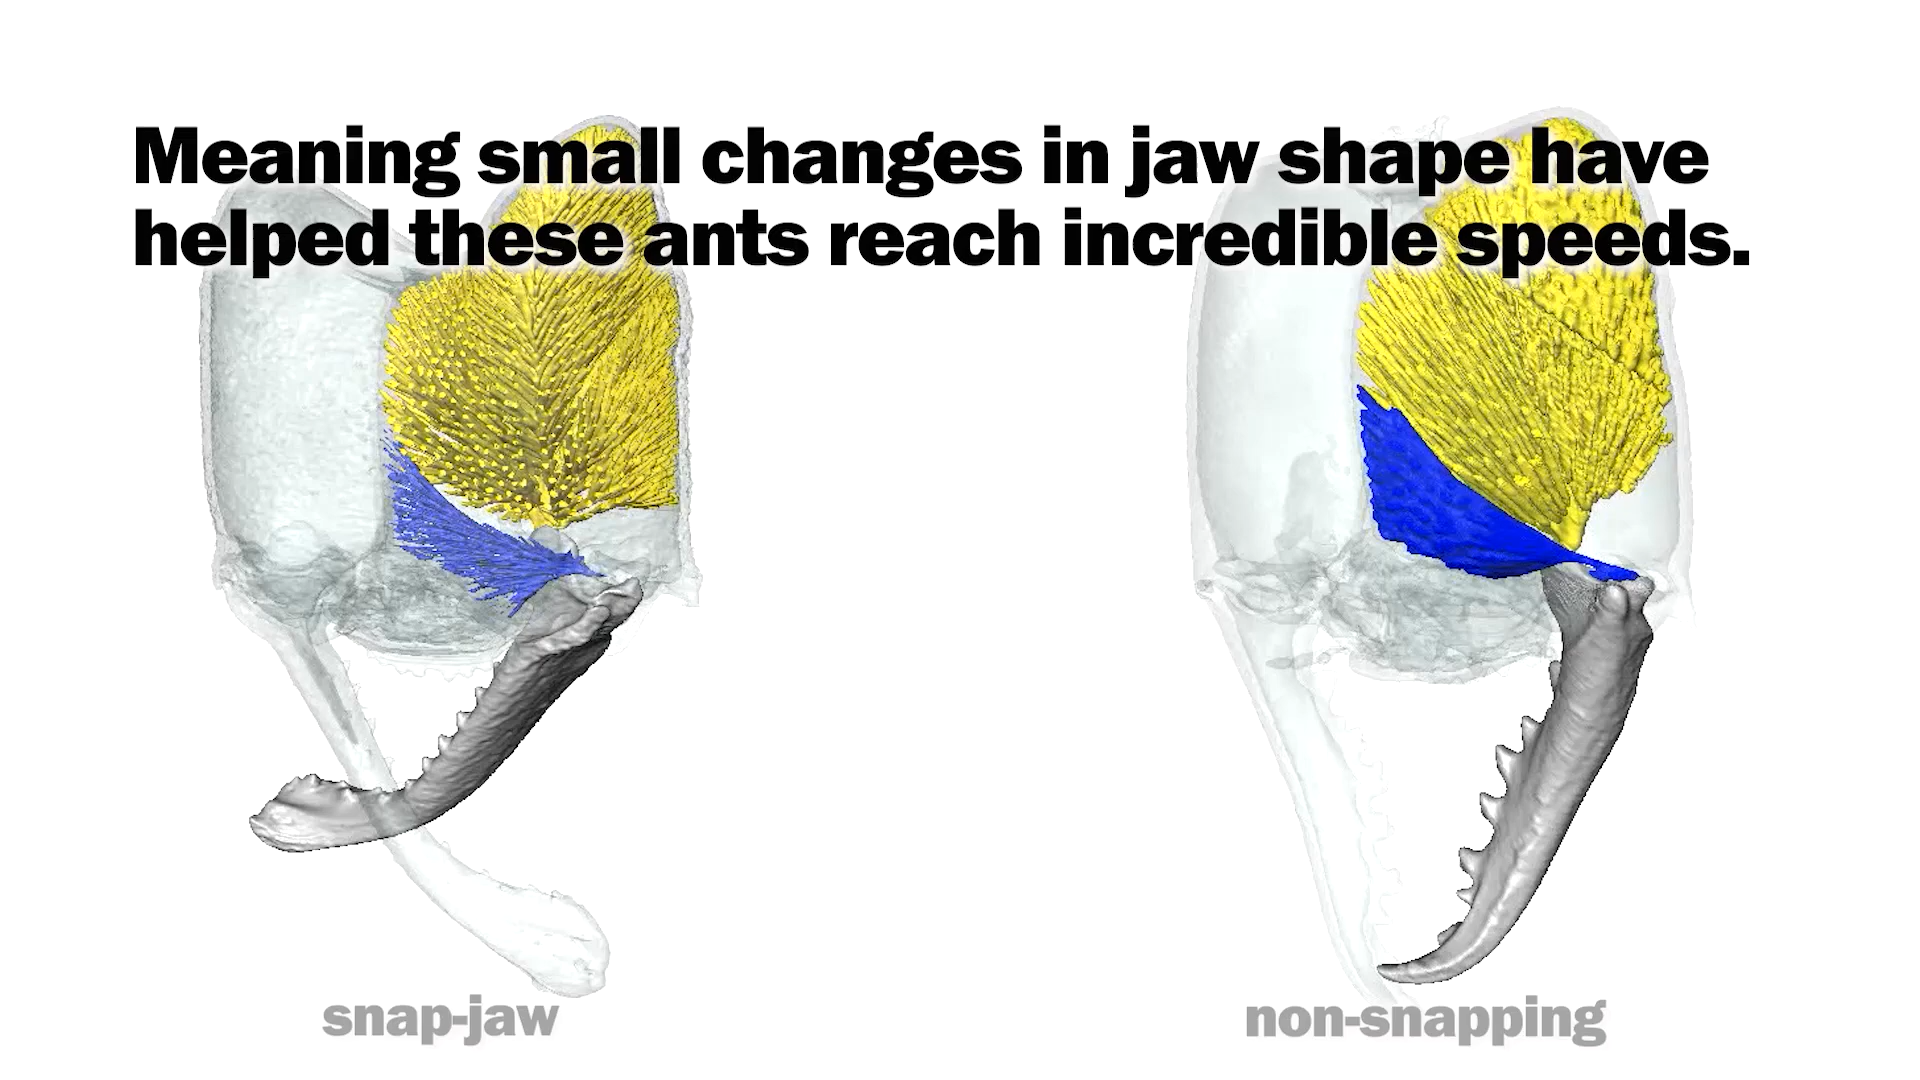 Meaning small changes in jaw shape have
helped these ants reach incredible speeds.
snap-jaw
non-snapping